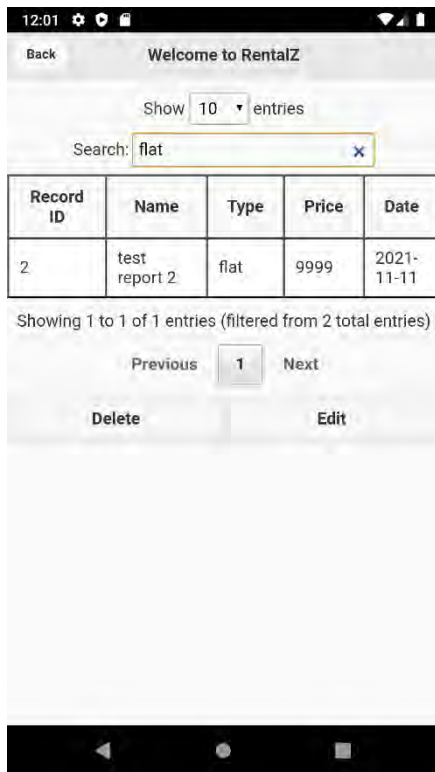 12:01
Back Welcome to RentalZ
Show 10 entries
Search: flat
Record ID Name Type Price Date
2 test report 2 flat 9999 2021-11-11
Showing 1 to 1 of 1 entries (filtered from 2 total entries)
Previous 1 Next
Delete Edit